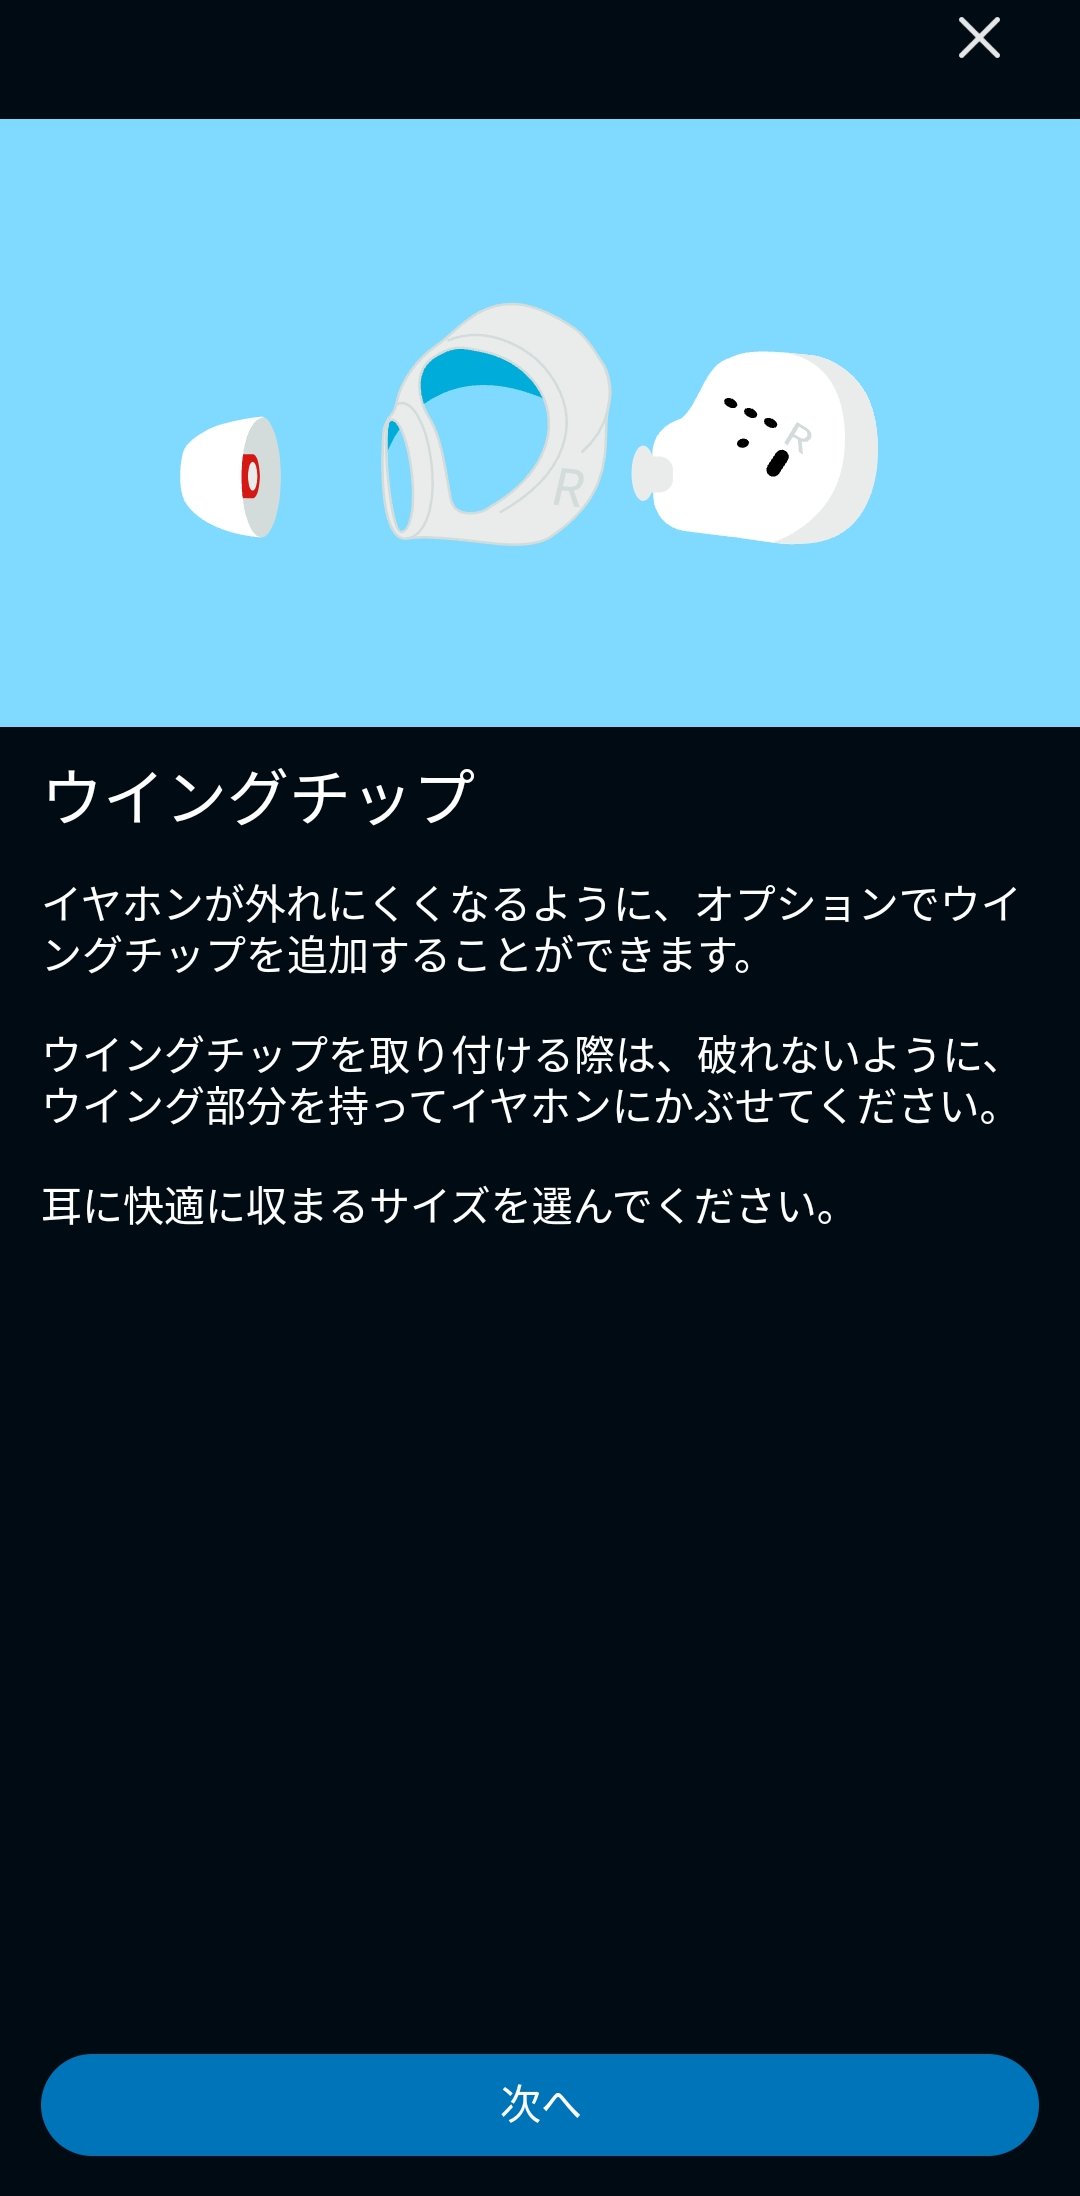 R
R
ウイングチップ
イヤホンが外れにくくなるように、オプションでウイ
ングチップを追加することができます。
ウイングチップを取り付ける際は、破れないように、
ウイング部分を持ってイヤホンにかぶせてください。
耳に快適に収まるサイズを選んでください。
次へ